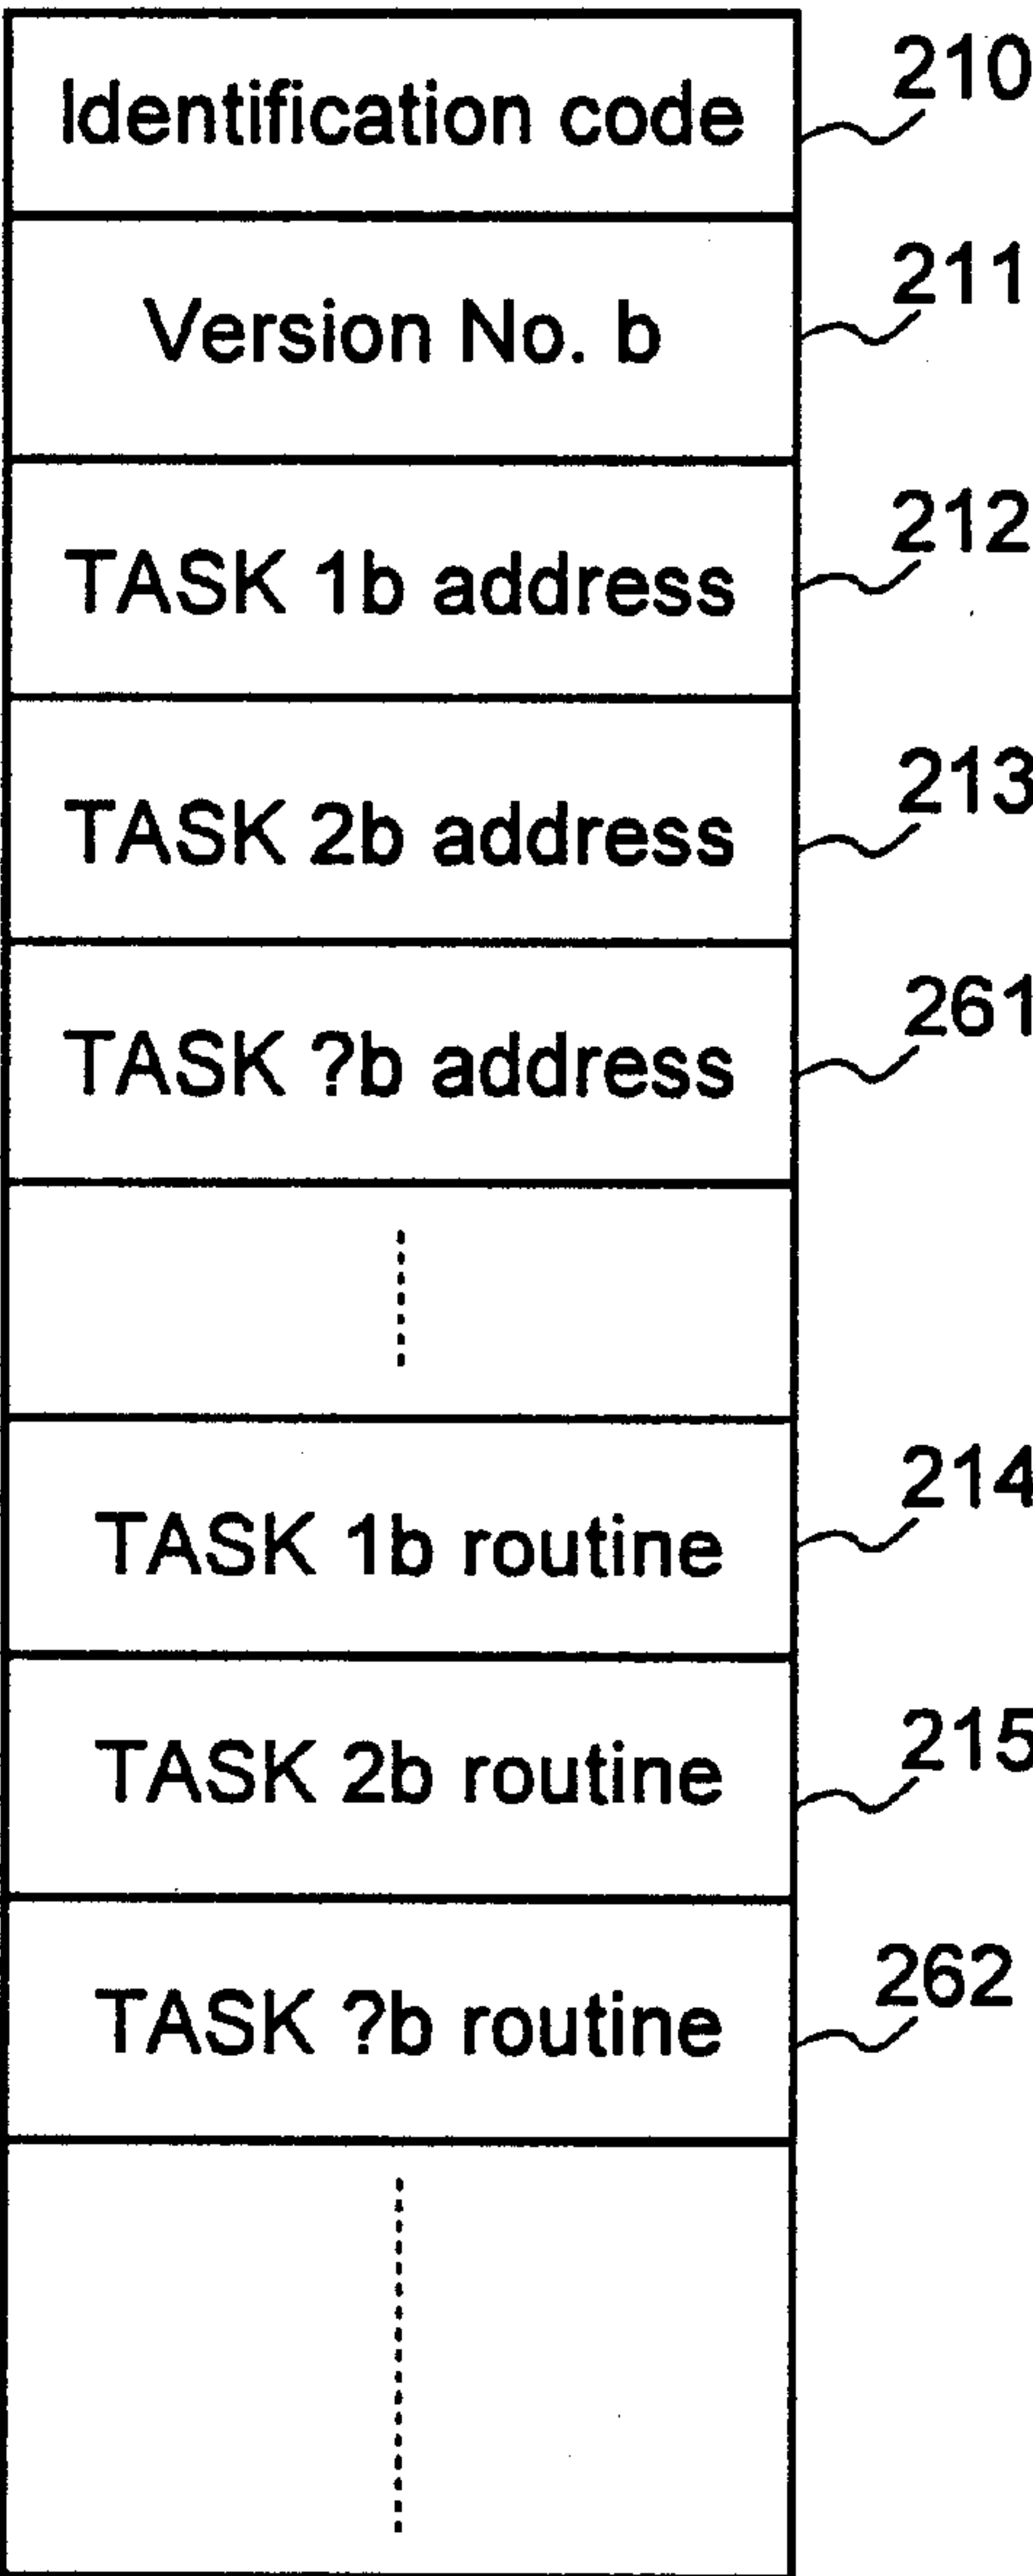 Identification code 210
Version No. b 211
TASK 1b address 212
TASK 2b address 213
TASK ?b address 261
TASK 1b routine 214
TASK 2b routine 215
TASK ?b routine 262